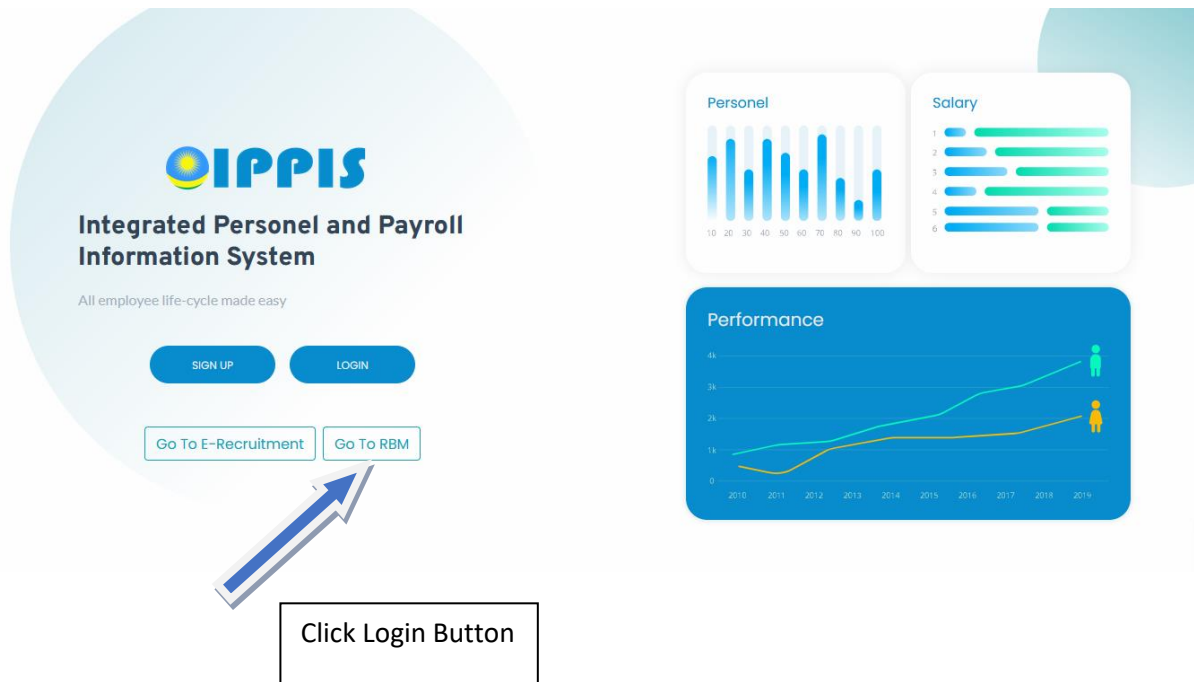 IPPIS
Integrated Personel and Payroll
Information System
All employee life-cycle made easy
SIGN UP
LOGIN
Go To E-Recruitment
Go To RBM
Click Login Button
Personel
10 20 30 40 50 60 70 80 90 100
Salary
1
2
3
4
5
6
Performance
4k
3k
2k
1k
0
2010 2011 2012 2013 2014 2015 2016 2017 2018 2019